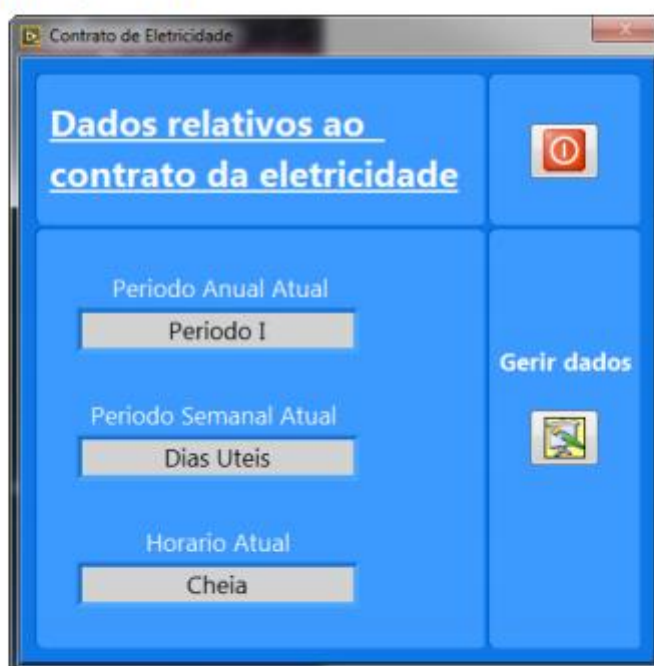 Contrato de Eletricidade
Dados relativos ao
contrato da eletricidade
Periodo Anual Atual
Periodo I
Gerir dados
Periodo Semanal Atual
Dias Uteis
Horario Atual
Cheia